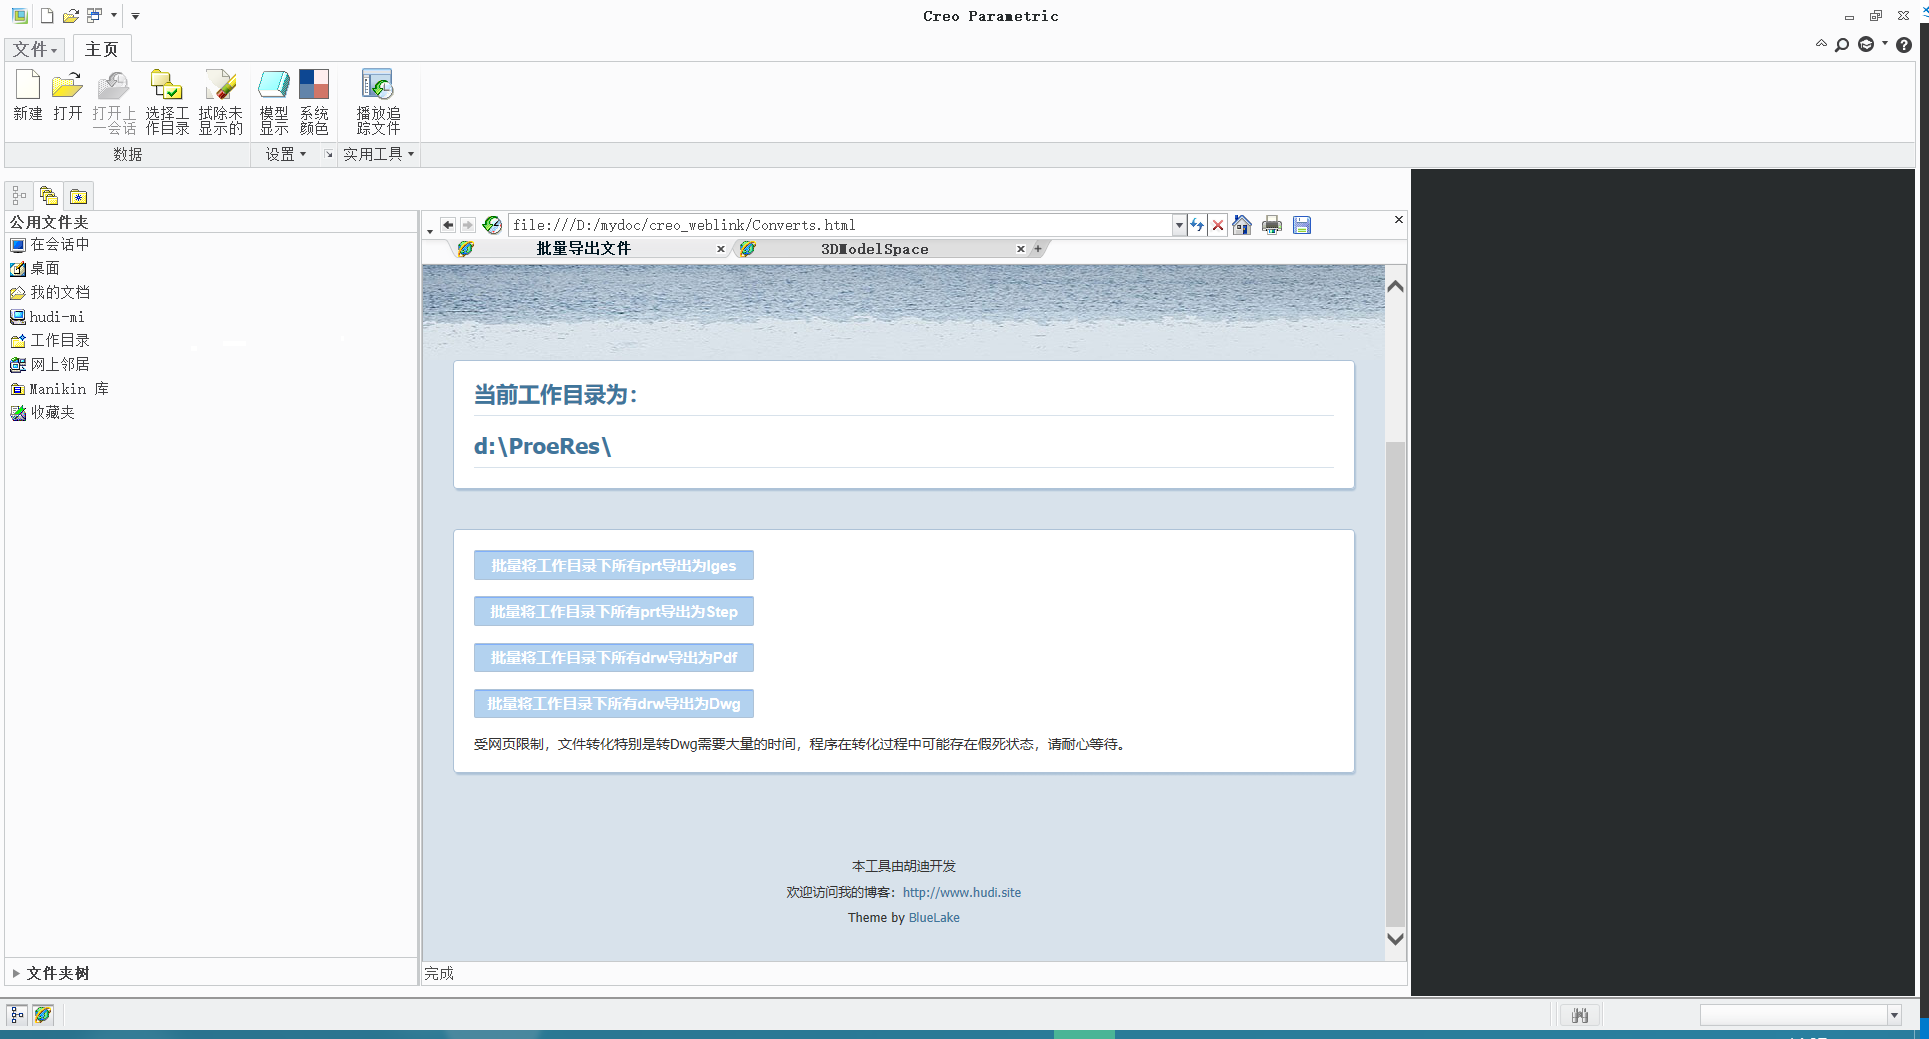 Creo Parametric
文件
主页
新建
打开
打开上
一会话
选择工
作目录
拭除未
显示的
模型
显示
系统
颜色
播放追
踪文件
数据
设置
实用工具
公用文件夹
在会话中
桌面
我的文档
hudi-mi
工作目录
网上邻居
Manikin 库
收藏夹
文件夹树
file:///D:/mydoc/creo_weblink/Converts.html
批量导出文件
3DModelSpace
当前工作目录为:
d:\ProeRes\
批量将工作目录下所有prt导出为Iges
批量将工作目录下所有prt导出为Step
批量将工作目录下所有drw导出为Pdf
批量将工作目录下所有drw导出为Dwg
受网页限制，文件转化特别是转Dwg需要大量的时间，程序在转化过程中可能存在假死状态，请耐心等待。
本工具由胡迪开发
欢迎访问我的博客：http://www.hudi.site
Theme by BlueLake
完成